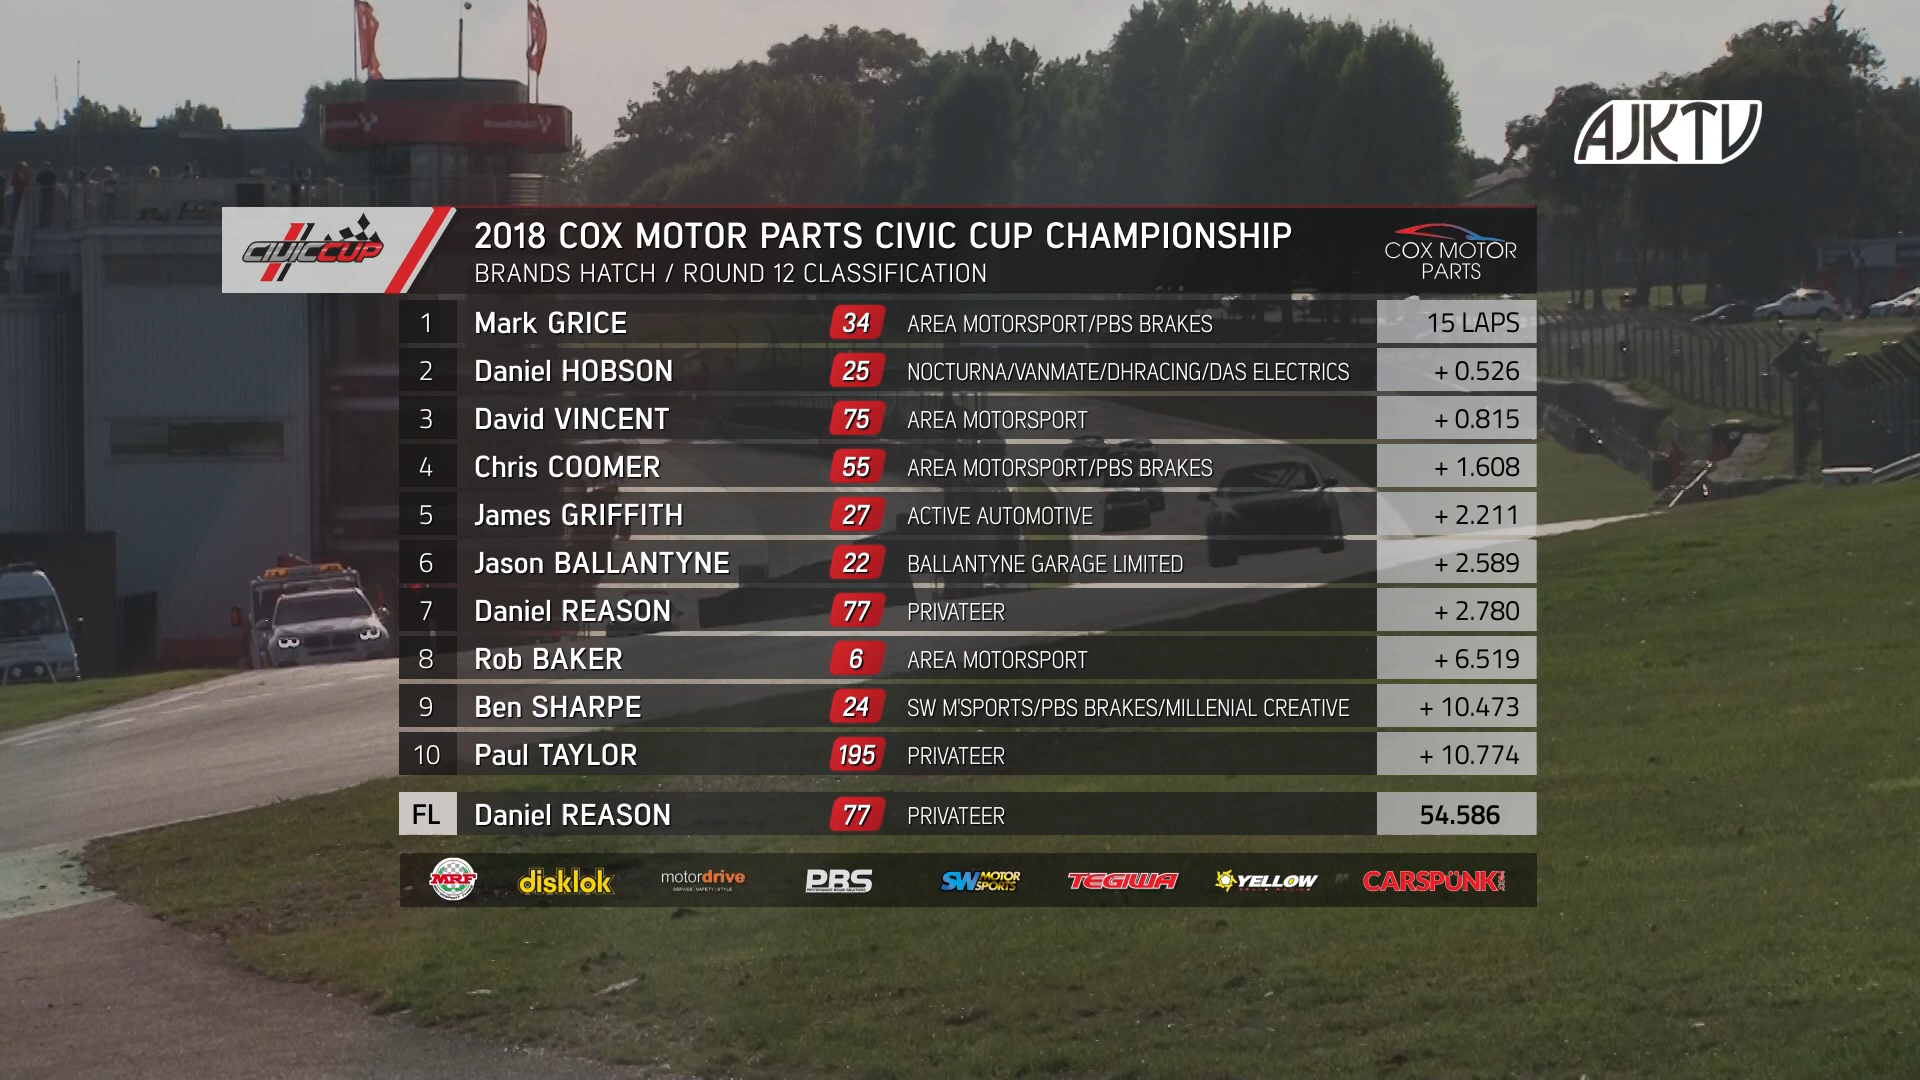 BrandsHatch
AJKTV
CIVICCUP
2018 COX MOTOR PARTS CIVIC CUP CHAMPIONSHIP
BRANDS HATCH / ROUND 12 CLASSIFICATION
COX MOTOR
PARTS
1 Mark GRICE 34 AREA MOTORSPORT/PBS BRAKES 15 LAPS
2 Daniel HOBSON 25 NOCTURNA/VANMATE/DHRACING/DAS ELECTRICS + 0.526
3 David VINCENT 75 AREA MOTORSPORT + 0.815
4 Chris COOMER 55 AREA MOTORSPORT/PBS BRAKES + 1.608
5 James GRIFFITH 27 ACTIVE AUTOMOTIVE + 2.211
6 Jason BALLANTYNE 22 BALLANTYNE GARAGE LIMITED + 2.589
7 Daniel REASON 77 PRIVATEER + 2.780
8 Rob BAKER 6 AREA MOTORSPORT + 6.519
9 Ben SHARPE 24 SW M'SPORTS/PBS BRAKES/MILLENIAL CREATIVE + 10.473
10 Paul TAYLOR 195 PRIVATEER + 10.774
FL Daniel REASON 77 PRIVATEER 54.586
MRF disklok motordrive PBS SW MOTOR SPORTS TEGIWA YELLOW CARSPÜNK
SERVICE | SAFETY | STYLE